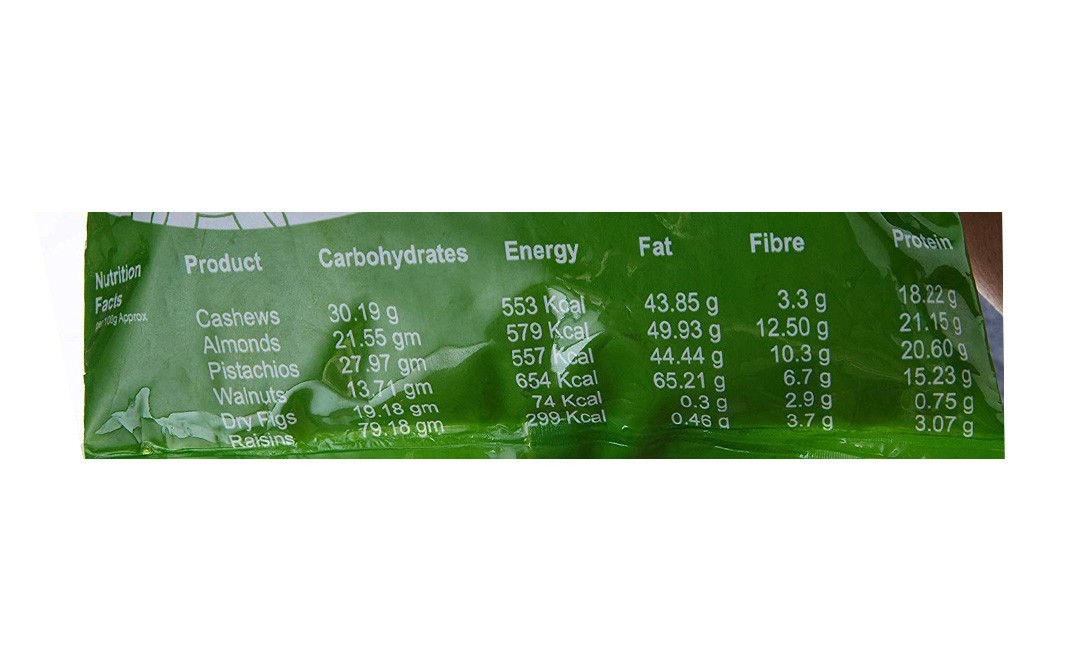 Nutrition Facts
per 100g Approx.
Product Carbohydrates Energy Fat Fibre Protein
Cashews 30.19 g 553 Kcal 43.85 g 3.3 g 18.22 g
Almonds 21.55 gm 579 Kcal 49.93 g 12.50 g 21.15 g
Pistachios 27.97 gm 557 Kcal 44.44 g 10.3 g 20.60 g
Walnuts 13.71 gm 654 Kcal 65.21 g 6.7 g 15.23 g
Dry Figs 19.18 gm 74 Kcal 0.3 g 2.9 g 0.75 g
Raisins 79.18 gm 299 Kcal 0.46 g 3.7 g 3.07 g